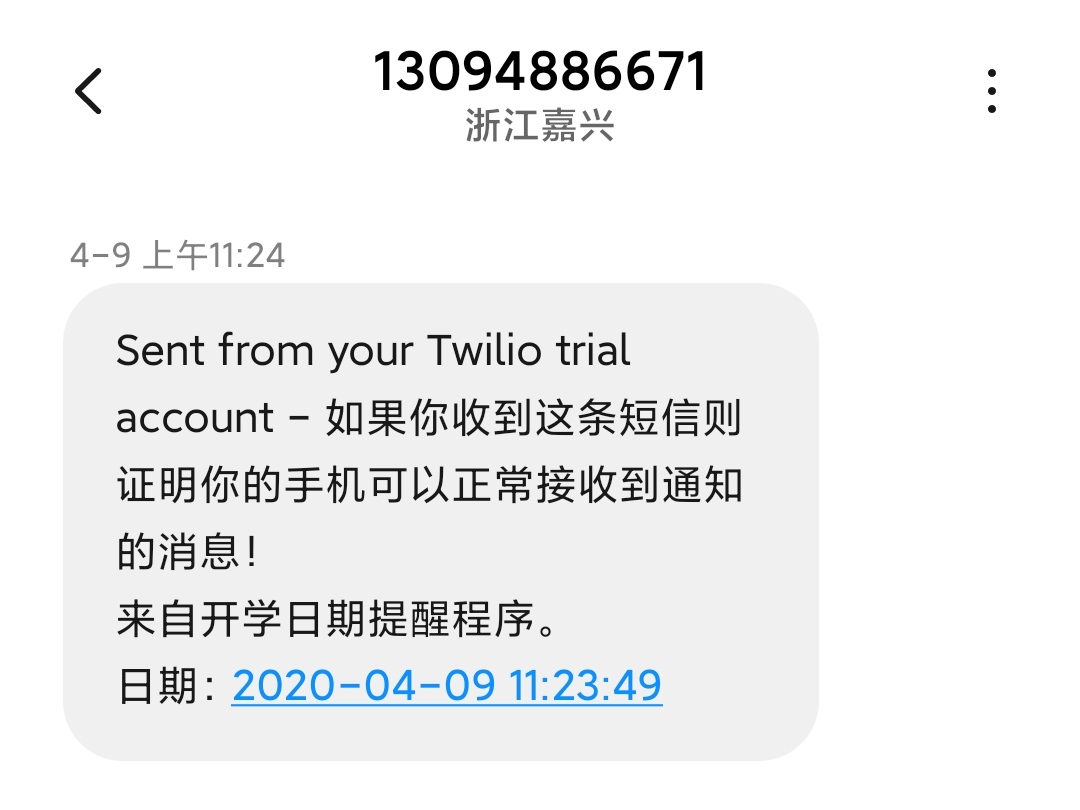 13094886671
浙江嘉兴
4-9 上午11:24
Sent from your Twilio trial
account - 如果你收到这条短信则
证明你的手机可以正常接收到通知
的消息!
来自开学日期提醒程序。
日期: 2020-04-09 11:23:49